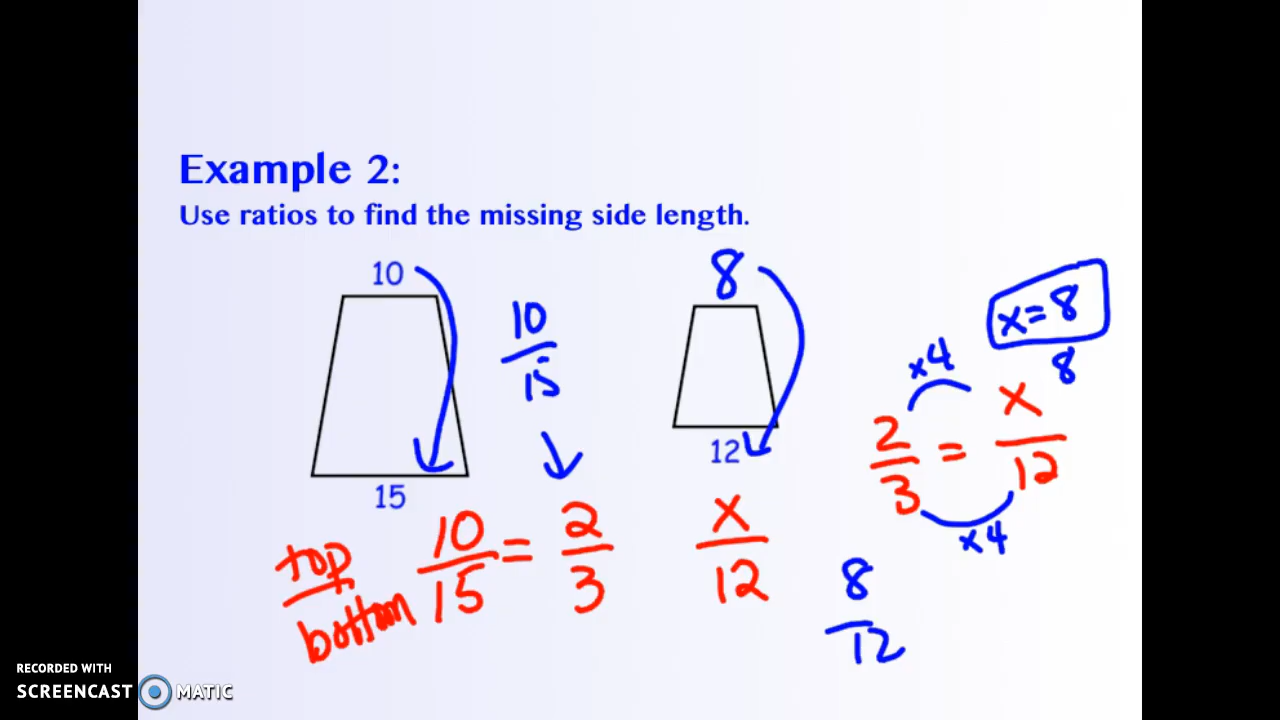 Example 2:
Use ratios to find the missing side length.
10
15
10
15
8
12
top
bottom
10
15
=
2
3
x
12
8
12
x=8
8
x4
2
3
=
x
12
x4
RECORDED WITH
SCREENCAST MATIC